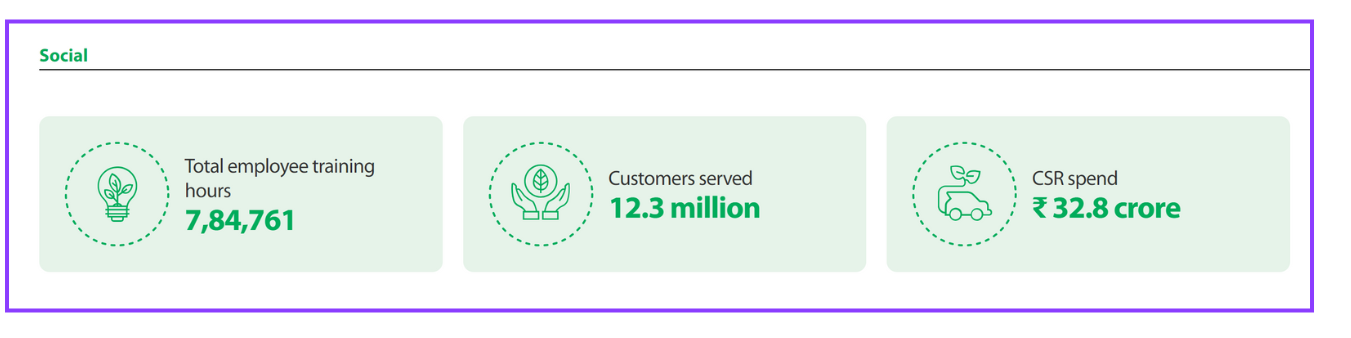 Social
Total employee training
hours
7,84,761
Customers served
12.3 million
CSR spend
₹ 32.8 crore